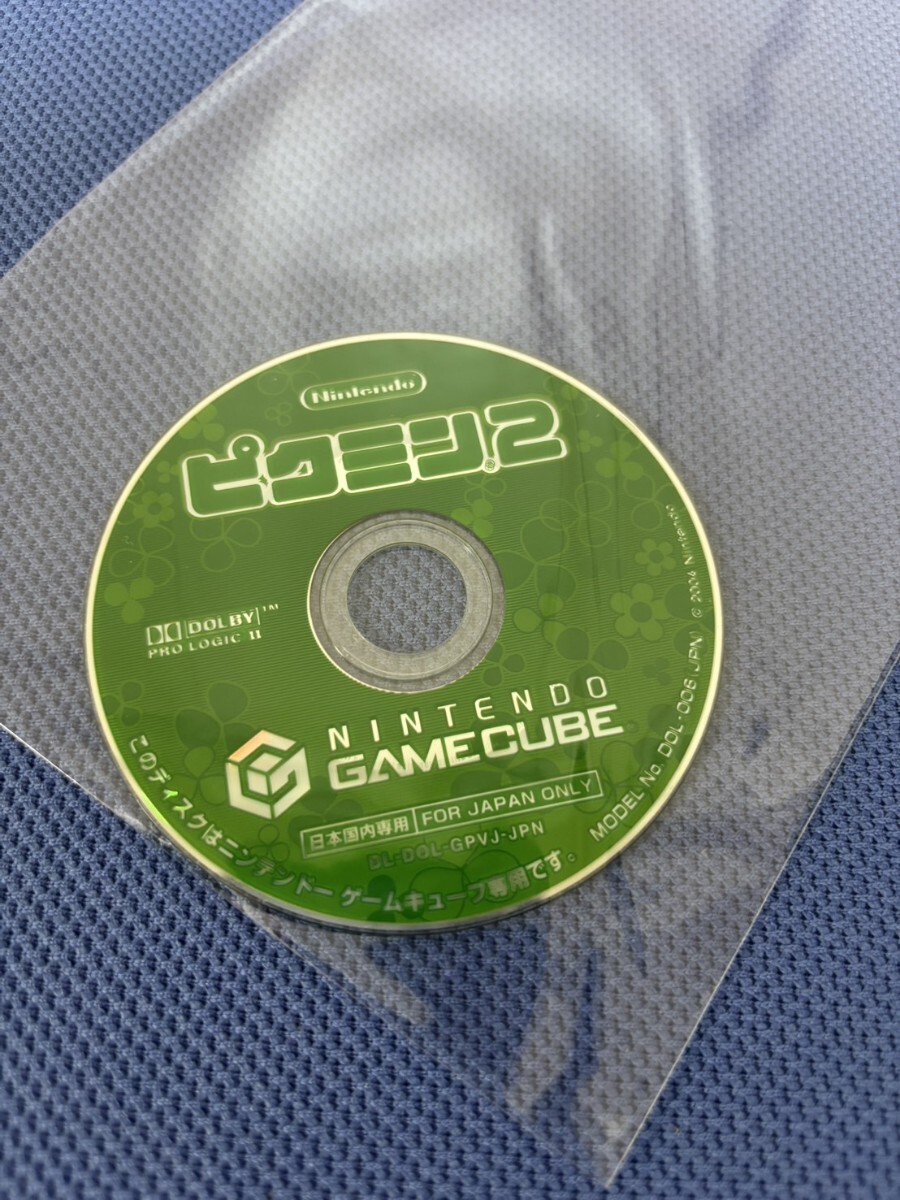 Nintendo
ピクミン®2
DOLBY™
PRO LOGIC II
NINTENDO
GAMECUBE
日本国内専用 FOR JAPAN ONLY
DL-DOL-GPVJ-JPN
このディスクはニンテンドー ゲームキューブ専用です。
MODEL No. DOL-006(JPN) © 2004 Nintendo